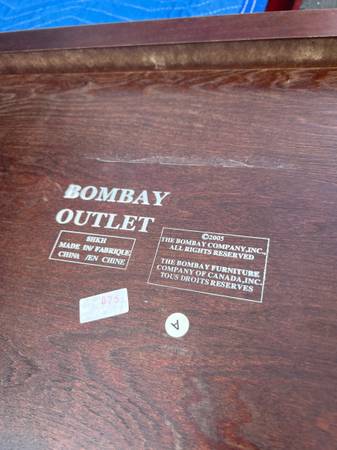 BOMBAY
OUTLET
SHKH
MADE IN/ FABRIQUE
CHINA /EN CHINE
©2005
THE BOMBAY COMPANY,INC.,
ALL RIGHTS RESERVED
THE BOMBAY FURNITURE
COMPANY OF CANADA,INC.
TOUS DROITS RESERVES
875
A